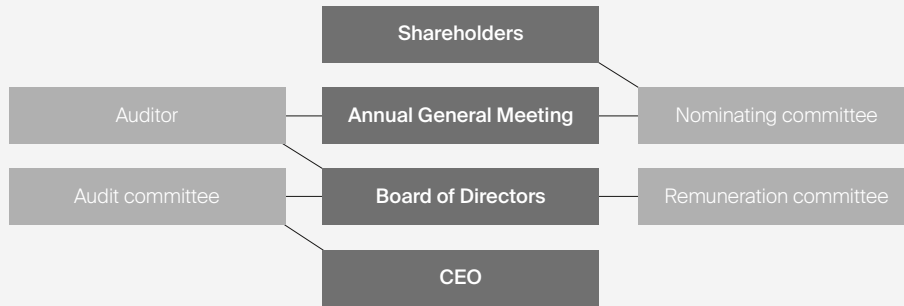 Shareholders
Auditor
Annual General Meeting
Nominating committee
Audit committee
Board of Directors
Remuneration committee
CEO